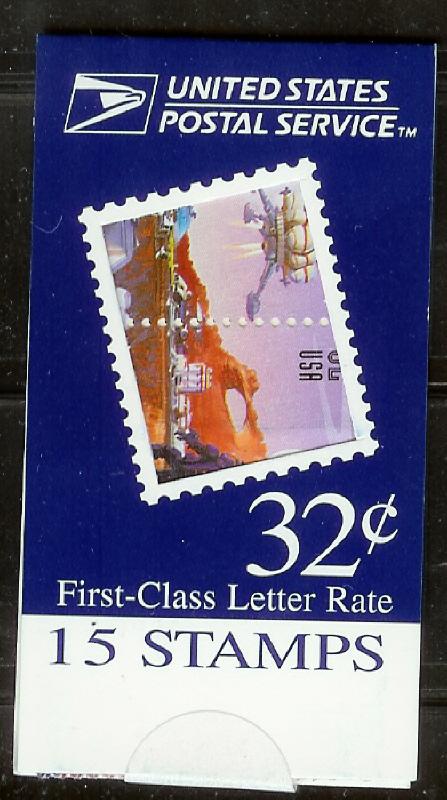 UNITED STATES
POSTAL SERVICE™
USA
32¢
First-Class Letter Rate
15 STAMPS